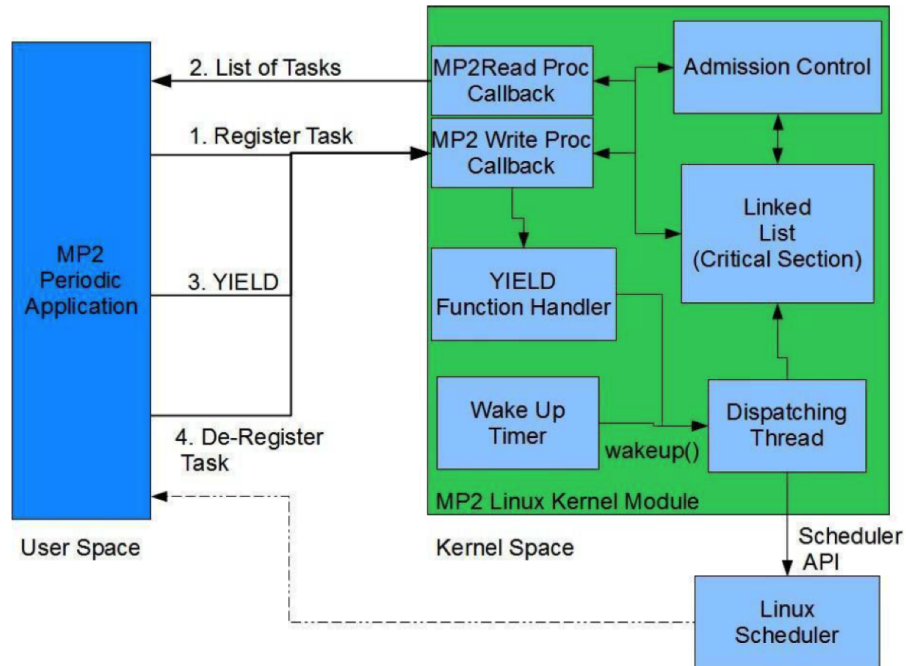 2. List of Tasks
1. Register Task
MP2
Periodic
Application
3. YIELD
4. De-Register
Task
User Space
MP2Read Proc
Callback
MP2 Write Proc
Callback
Admission Control
Linked
List
(Critical Section)
YIELD
Function Handler
Wake Up
Timer
wakeup()
Dispatching
Thread
MP2 Linux Kernel Module
Kernel Space
Scheduler
API
Linux
Scheduler